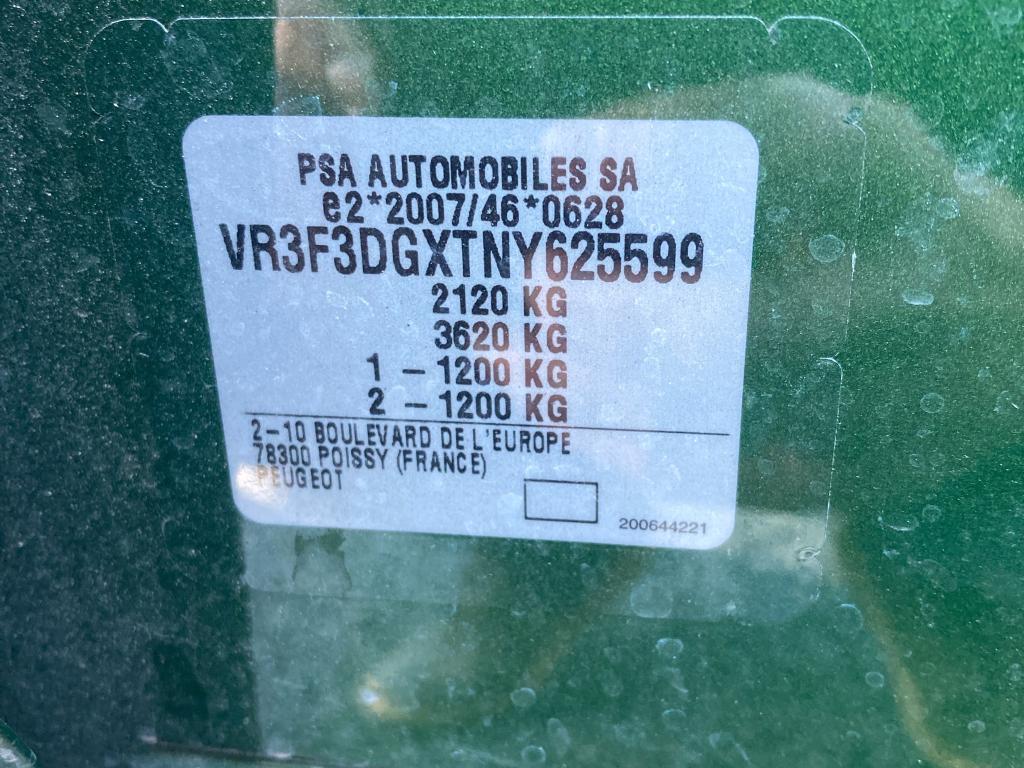 PSA AUTOMOBILES SA
e2*2007/46*0628
VR3F3DGXTNY625599
2120 KG
3620 KG
1 - 1200 KG
2 - 1200 KG
2-10 BOULEVARD DE L'EUROPE
78300 POISSY (FRANCE)
PEUGEOT
200644221